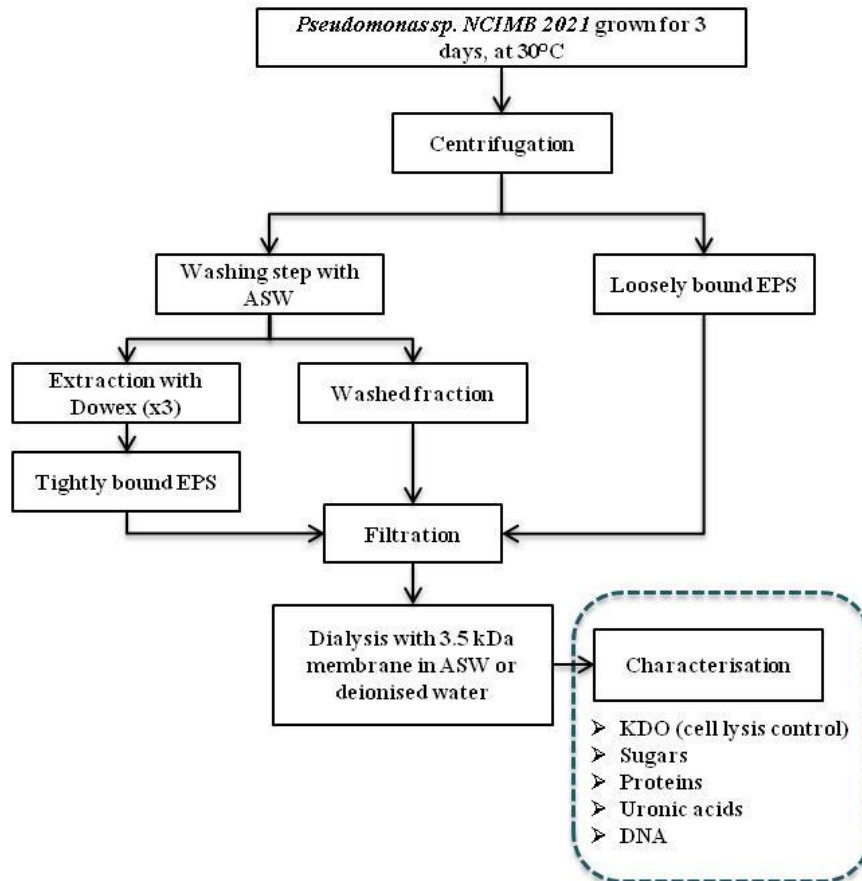 Pseudomonas sp. NCIMB 2021 grown for 3
days, at 30ºC
Centrifugation
Washing step with
ASW
Loosely bound EPS
Extraction with
Dowex (x3)
Washed fraction
Tightly bound EPS
Filtration
Dialysis with 3.5 kDa
membrane in ASW or
deionised water
Characterisation
➢ KDO (cell lysis control)
➢ Sugars
➢ Proteins
➢ Uronic acids
➢ DNA